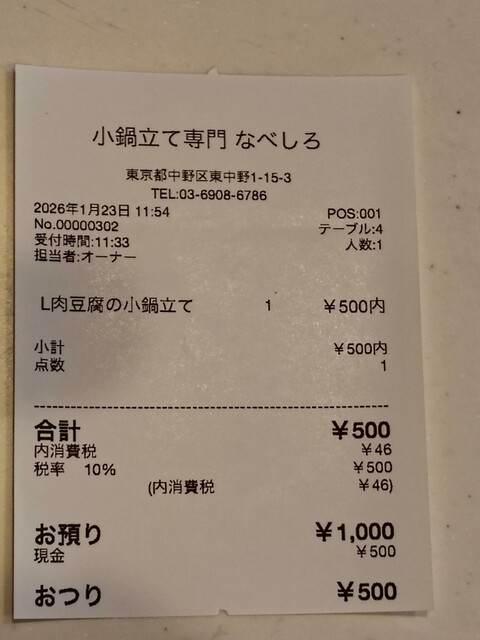 小鍋立て専門 なべしろ
東京都中野区東中野1-15-3
TEL:03-6908-6786
2026年1月23日 11:54 POS:001
No.00000302 テーブル:4
受付時間:11:33 人数:1
担当者:オーナー
L肉豆腐の小鍋立て 1 ¥500内
小計 ¥500内
点数 1
合計 ¥500
内消費税 ¥46
税率 10% ¥500
(内消費税 ¥46)
お預り ¥1,000
現金 ¥500
おつり ¥500